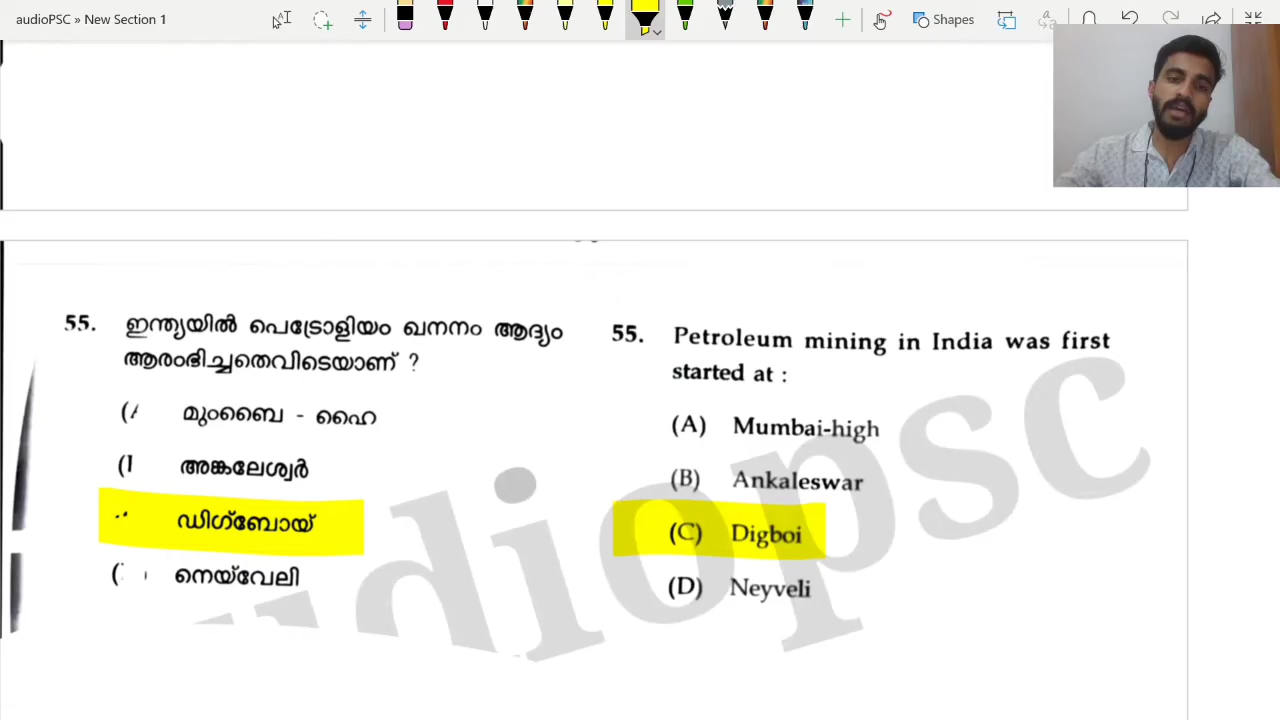 audioPSC » New Section 1
Shapes
55. ഇന്ത്യയിൽ പെട്രോളിയം ഖനനം ആദ്യം
ആരംഭിച്ചതെവിടെയാണ് ?
മുംബൈ - ഹൈ
അങ്കലേശ്വർ
ഡിഗ്ബോയ്
നെയ്‌വേലി
55. Petroleum mining in India was first
started at :
(A) Mumbai-high
(B) Ankaleswar
(C) Digboi
(D) Neyveli
audiopsc